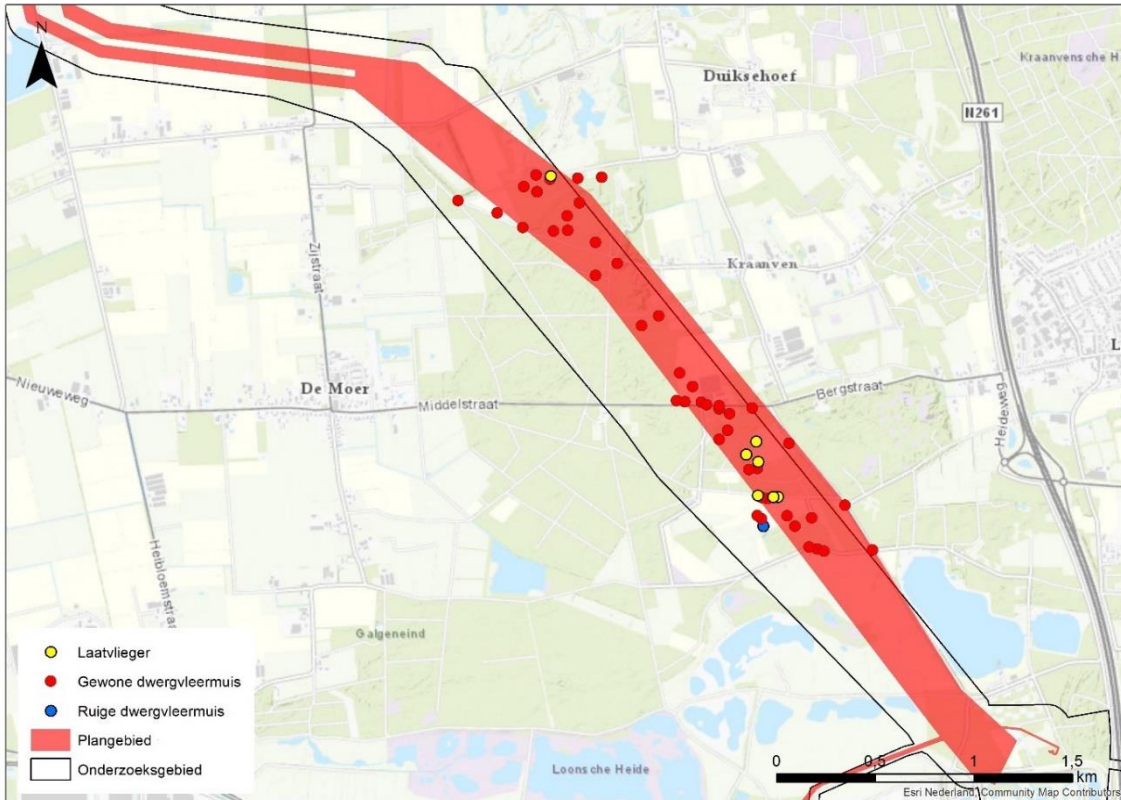 N
Duiksehoef
Kraanvensche H
N261
Zijstraat
Kraanven
L
De Moer
Nieuweweg
Middelstraat
Bergstraat
Heideweg
Heibloemstraat
Galgeneind
Laatvlieger
Gewone dwergvleermuis
Ruige dwergvleermuis
Plangebied
Onderzoeksgebied
Loonsche Heide
0 0,5 1 1,5
km
Esri Nederland, Community Map Contributors